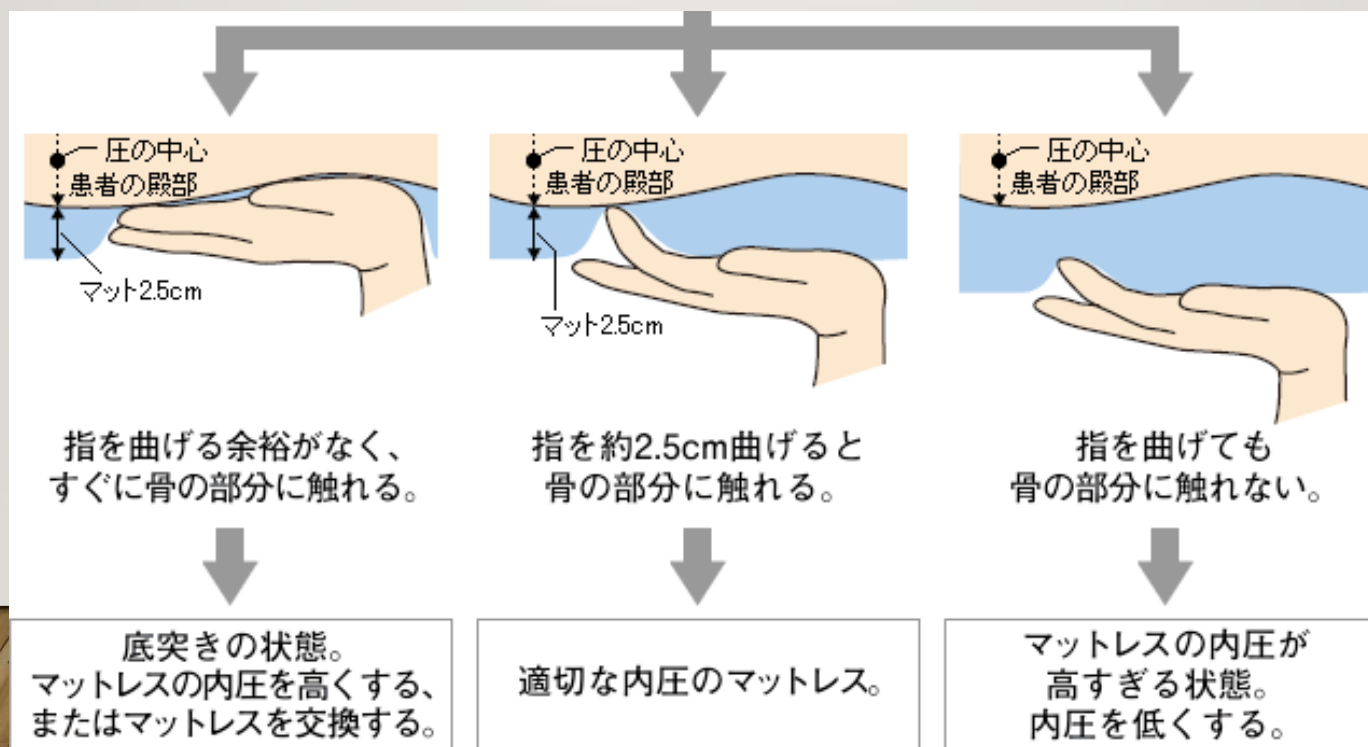 圧の中心
患者の殿部
マット2.5cm
指を曲げる余裕がなく、
すぐに骨の部分に触れる。
底突きの状態。
マットレスの内圧を高くする、
またはマットレスを交換する。
圧の中心
患者の殿部
マット2.5cm
指を約2.5cm曲げると
骨の部分に触れる。
適切な内圧のマットレス。
圧の中心
患者の殿部
指を曲げても
骨の部分に触れない。
マットレスの内圧が
高すぎる状態。
内圧を低くする。